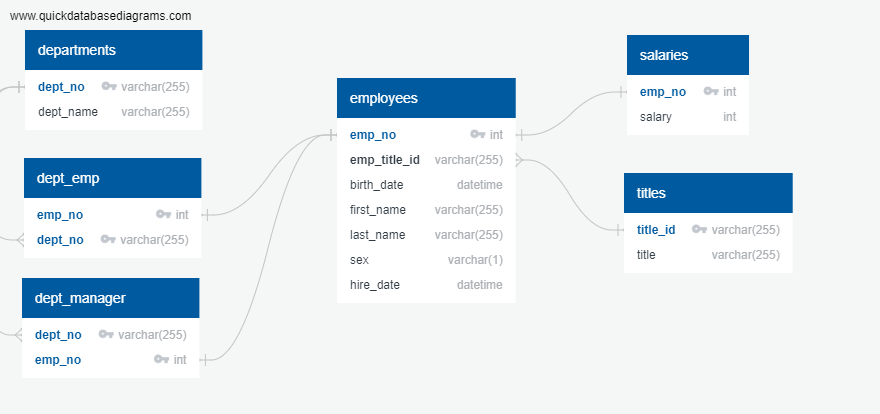 www.quickdatabasediagrams.com
departments
dept_no varchar(255)
dept_name varchar(255)
dept_emp
emp_no int
dept_no varchar(255)
dept_manager
dept_no varchar(255)
emp_no int
employees
emp_no int
emp_title_id varchar(255)
birth_date datetime
first_name varchar(255)
last_name varchar(255)
sex varchar(1)
hire_date datetime
salaries
emp_no int
salary int
titles
title_id varchar(255)
title varchar(255)